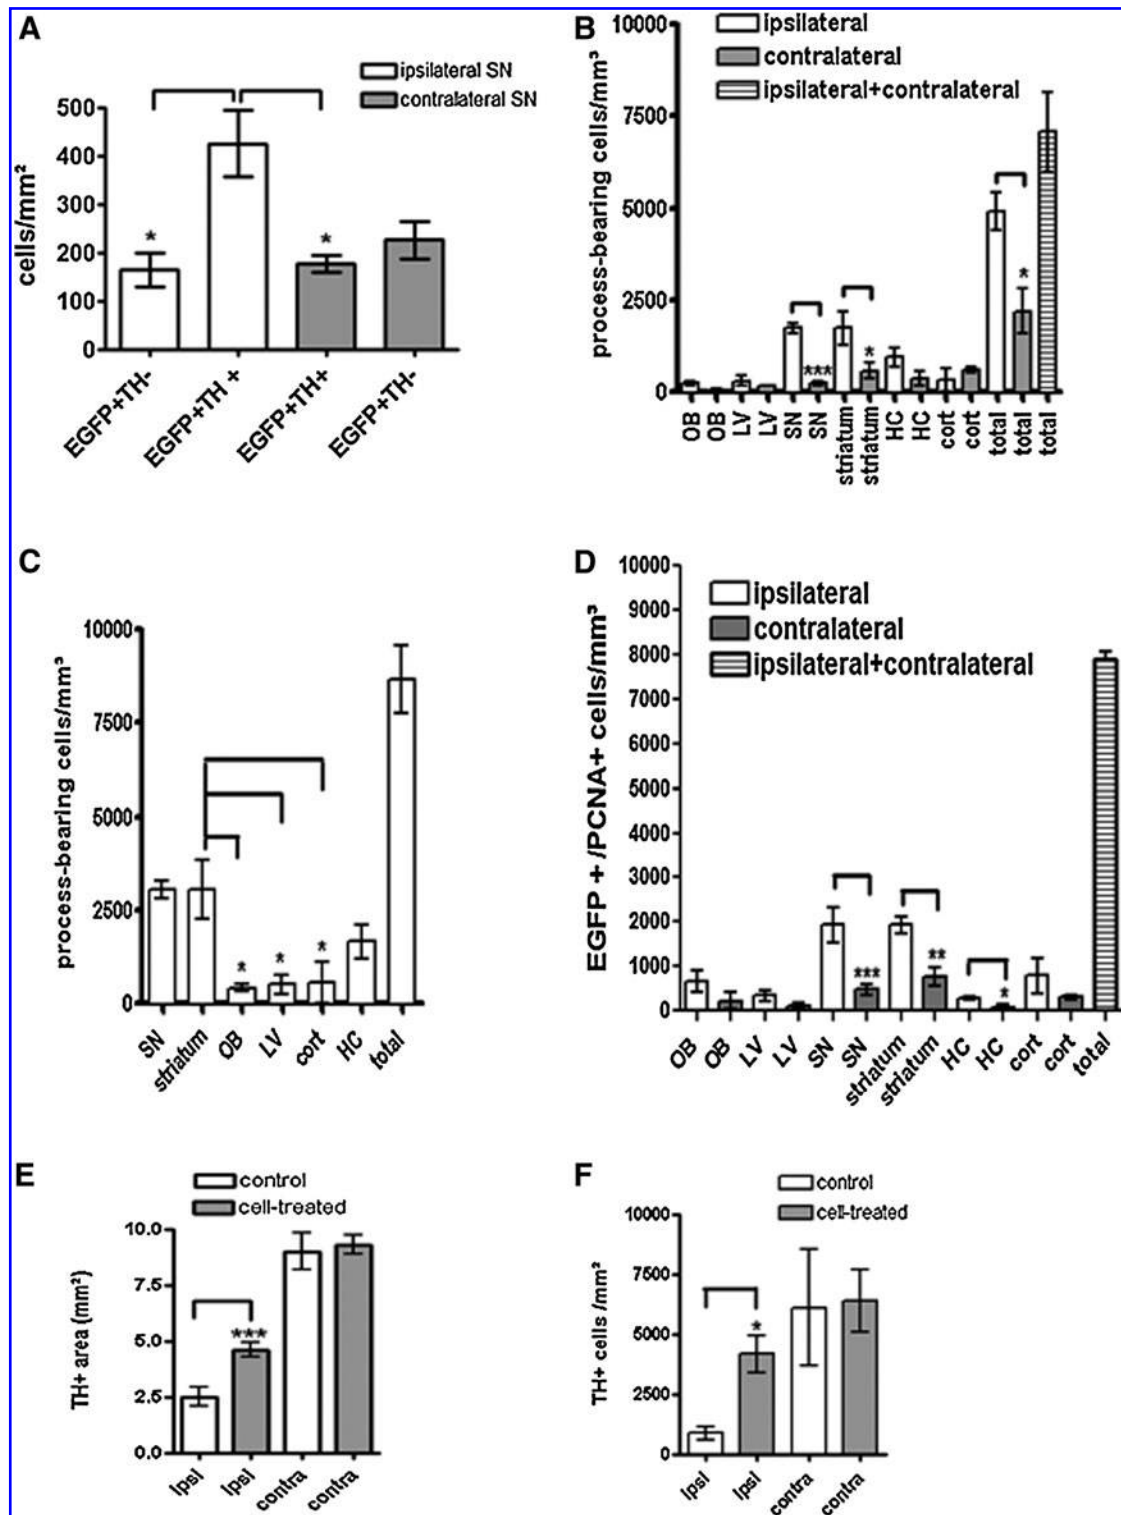 A
ipsilateral SN
contralateral SN
cells/mm²
500
400
300
200
100
0
*
*
EGFP+TH-
EGFP+TH +
EGFP+TH+
EGFP+TH-
B
ipsilateral
contralateral
ipsilateral+contralateral
process-bearing cells/mm³
10000
7500
5000
2500
0
***
*
*
OB
OB
LV
LV
SN
SN
striatum
striatum
HC
HC
cort
cort
total
total
total
C
process-bearing cells/mm³
10000
7500
5000
2500
0
*
*
*
SN
striatum
OB
LV
cort
HC
total
D
ipsilateral
contralateral
ipsilateral+contralateral
EGFP + /PCNA+ cells/mm³
10000
9000
8000
7000
6000
5000
4000
3000
2000
1000
0
***
**
*
OB
OB
LV
LV
SN
SN
striatum
striatum
HC
HC
cort
cort
total
E
control
cell-treated
TH+ area (mm²)
10.0
7.5
5.0
2.5
0.0
***
Ipsl
Ipsl
contra
contra
F
control
cell-treated
TH+ cells /mm²
10000
7500
5000
2500
0
*
Ipsl
Ipsl
contra
contra